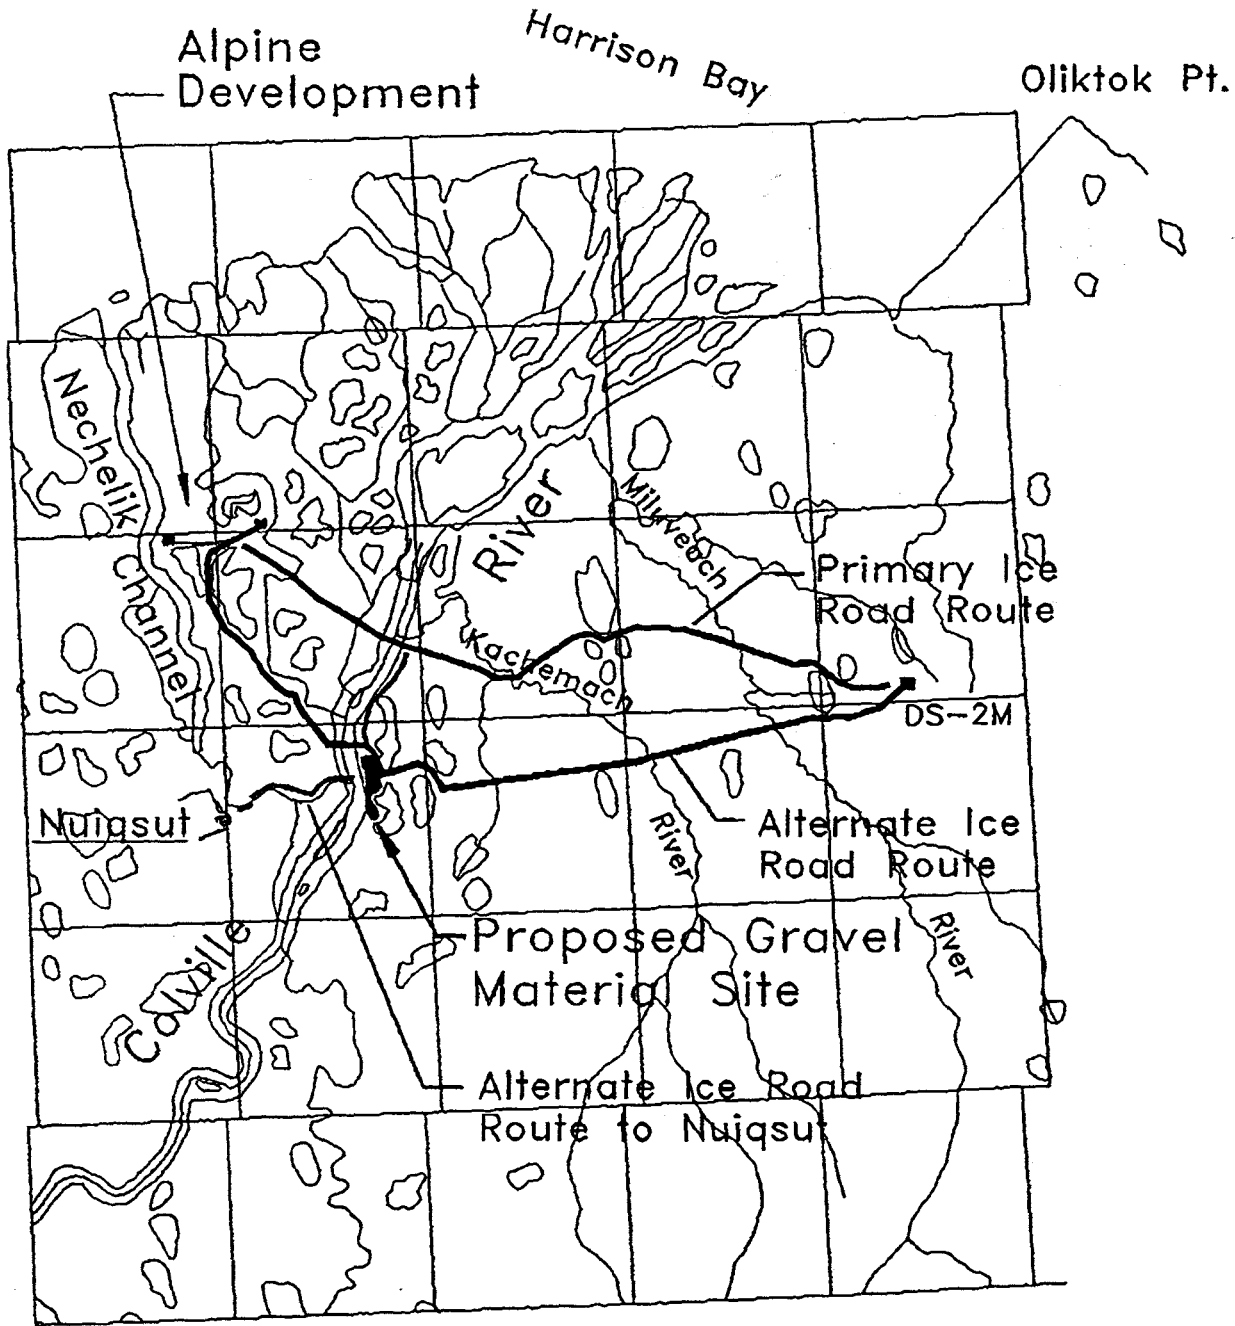 Harrison Bay
Alpine
Development
Oliktok Pt.
Nechelik
Channel
River
Miluveach
Primary Ice
Road Route
Kachemach
DS-2M
Nuiqsut
River
Alternate Ice
Road Route
Colville
Proposed Gravel
Material Site
River
Alternate Ice Road
Route to Nuiqsut